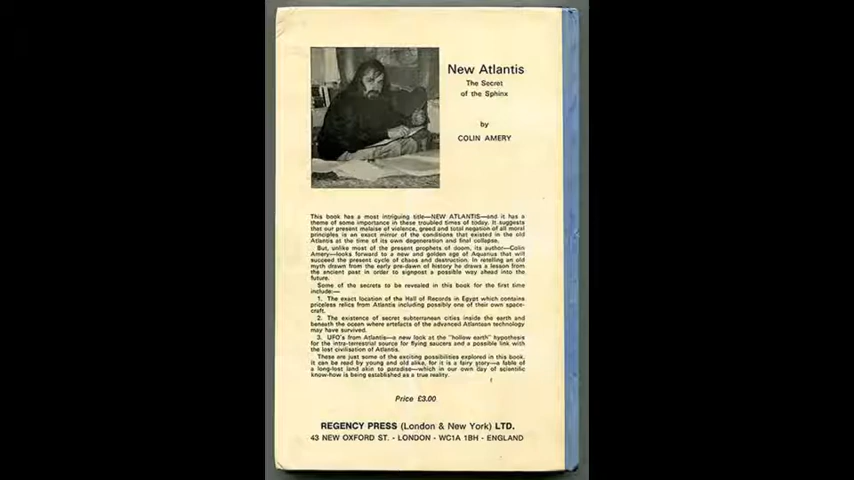 New Atlantis
The Secret
of the Sphinx
by
COLIN AMERY
This book has a most intriguing title—NEW ATLANTIS—and it has a
theme of some importance in these troubled times of today. It suggests
that our present malaise of violence, greed and total negation of all moral
principles is an exact mirror of the conditions that existed in the old
Atlantis at the time of its own degeneration and final collapse.
But, unlike most of the present prophets of doom, its author—Colin
Amery—looks forward to a new and golden age of Aquarius that will
succeed the present cycle of chaos and destruction. In retelling an old
myth drawn from the early pre-dawn of history he draws a lesson from
the ancient past in order to signpost a possible way ahead into the
future.
Some of the secrets to be revealed in this book for the first time
include:—
1. The exact location of the Hall of Records in Egypt which contains
priceless relics from Atlantis including possibly one of their own space-
craft.
2. The existence of secret subterranean cities inside the earth and
beneath the ocean where artefacts of the advanced Atlantean technology
may have survived.
3. UFO's from Atlantis—a new look at the "hollow earth" hypothesis
for the intra-terrestrial source for flying saucers and a possible link with
the lost civilisation of Atlantis.
These are just some of the exciting possibilities explored in this book.
It can be read by young and old alike, for it is a fairy story—a fable of
a long-lost land akin to paradise—which in our own day of scientific
know-how is being established as a true reality.
Price £3.00
REGENCY PRESS (London & New York) LTD.
43 NEW OXFORD ST. - LONDON - WC1A 1BH - ENGLAND